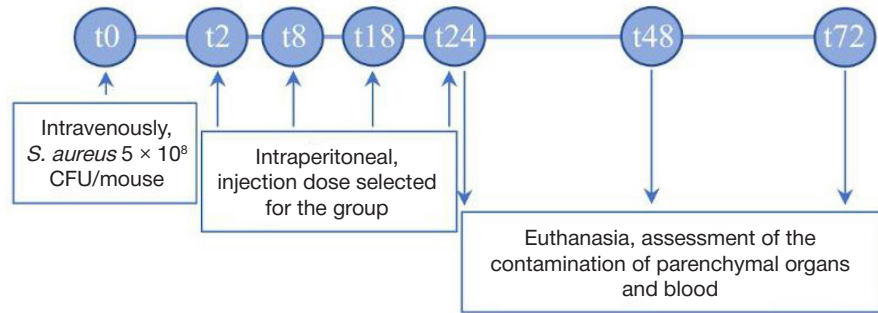 t0 t2 t8 t18 t24 t48 t72
Intravenously,
S. aureus 5 × 10⁸
CFU/mouse
Intraperitoneal,
injection dose selected
for the group
Euthanasia, assessment of the
contamination of parenchymal organs
and blood